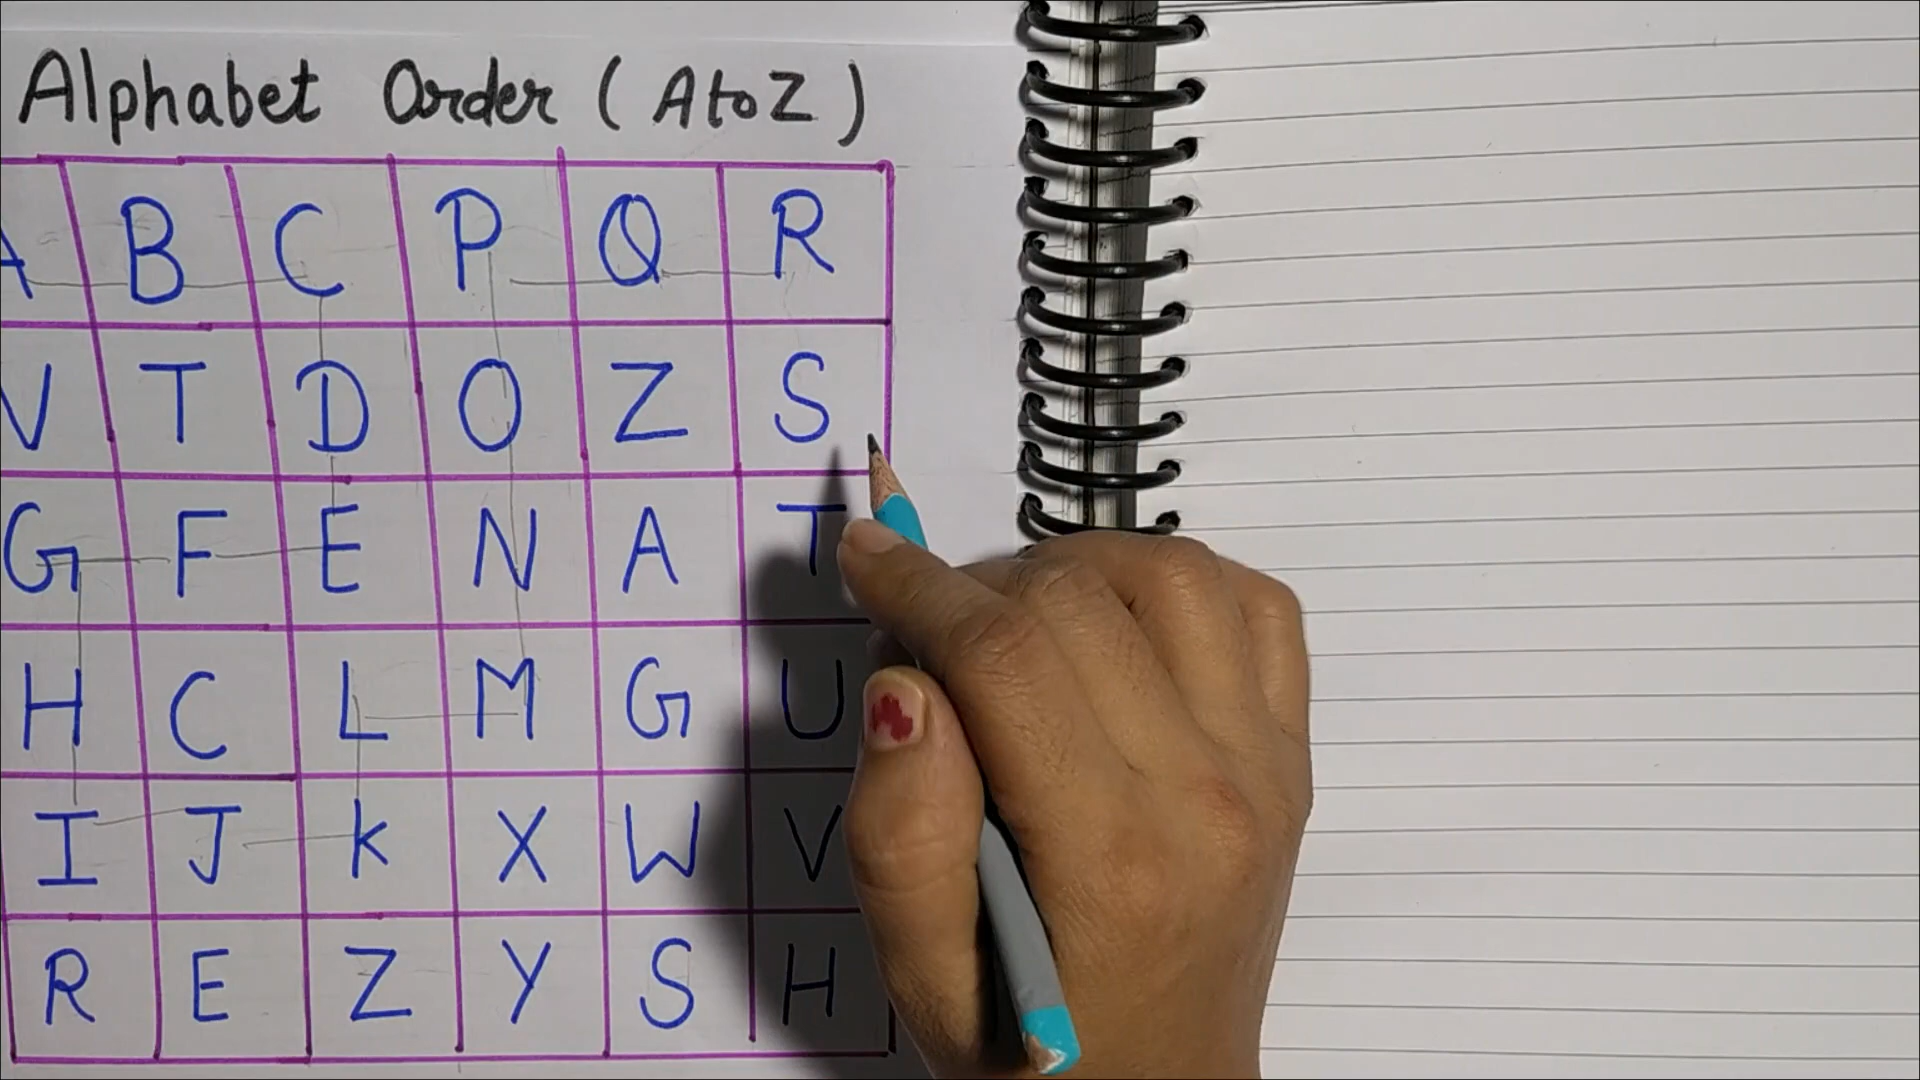 Alphabet Order ( A to Z )
A B C P Q R
V T D O Z S
G F E N A T
H C L M G U
I J K X W V
R E Z Y S H